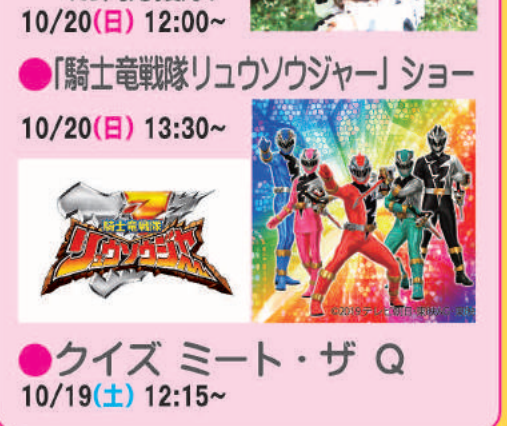 10/20(日) 12:00~
●「騎士竜戦隊リュウソウジャー」ショー
10/20(日) 13:30~
騎士竜戦隊
リュウソウジャー
●クイズ ミート・ザ Q
10/19(土) 12:15~